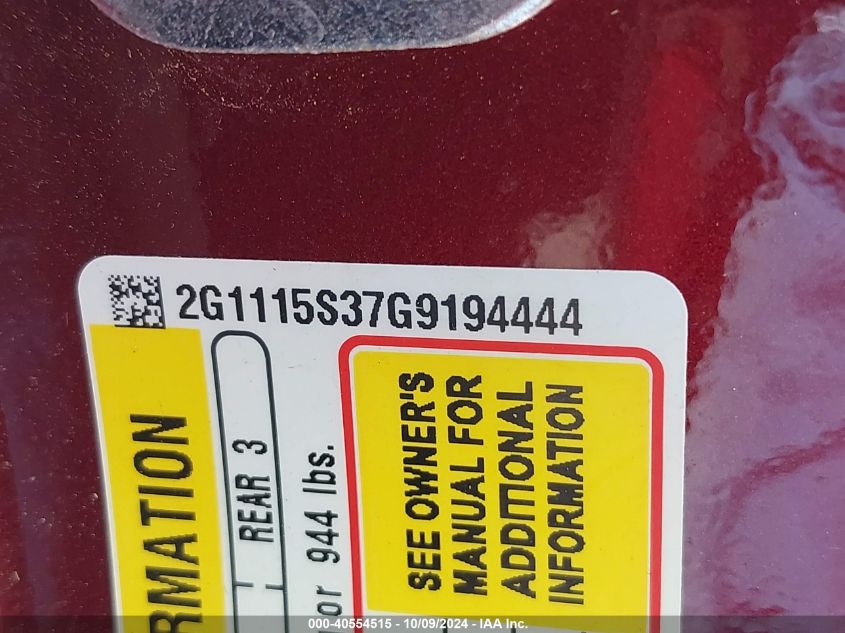 2G1115S37G9194444
RMATION
REAR 3
or 944 lbs.
SEE OWNER'S
MANUAL FOR
ADDITIONAL
INFORMATION
000-40554515 - 10/09/2024 - IAA Inc.